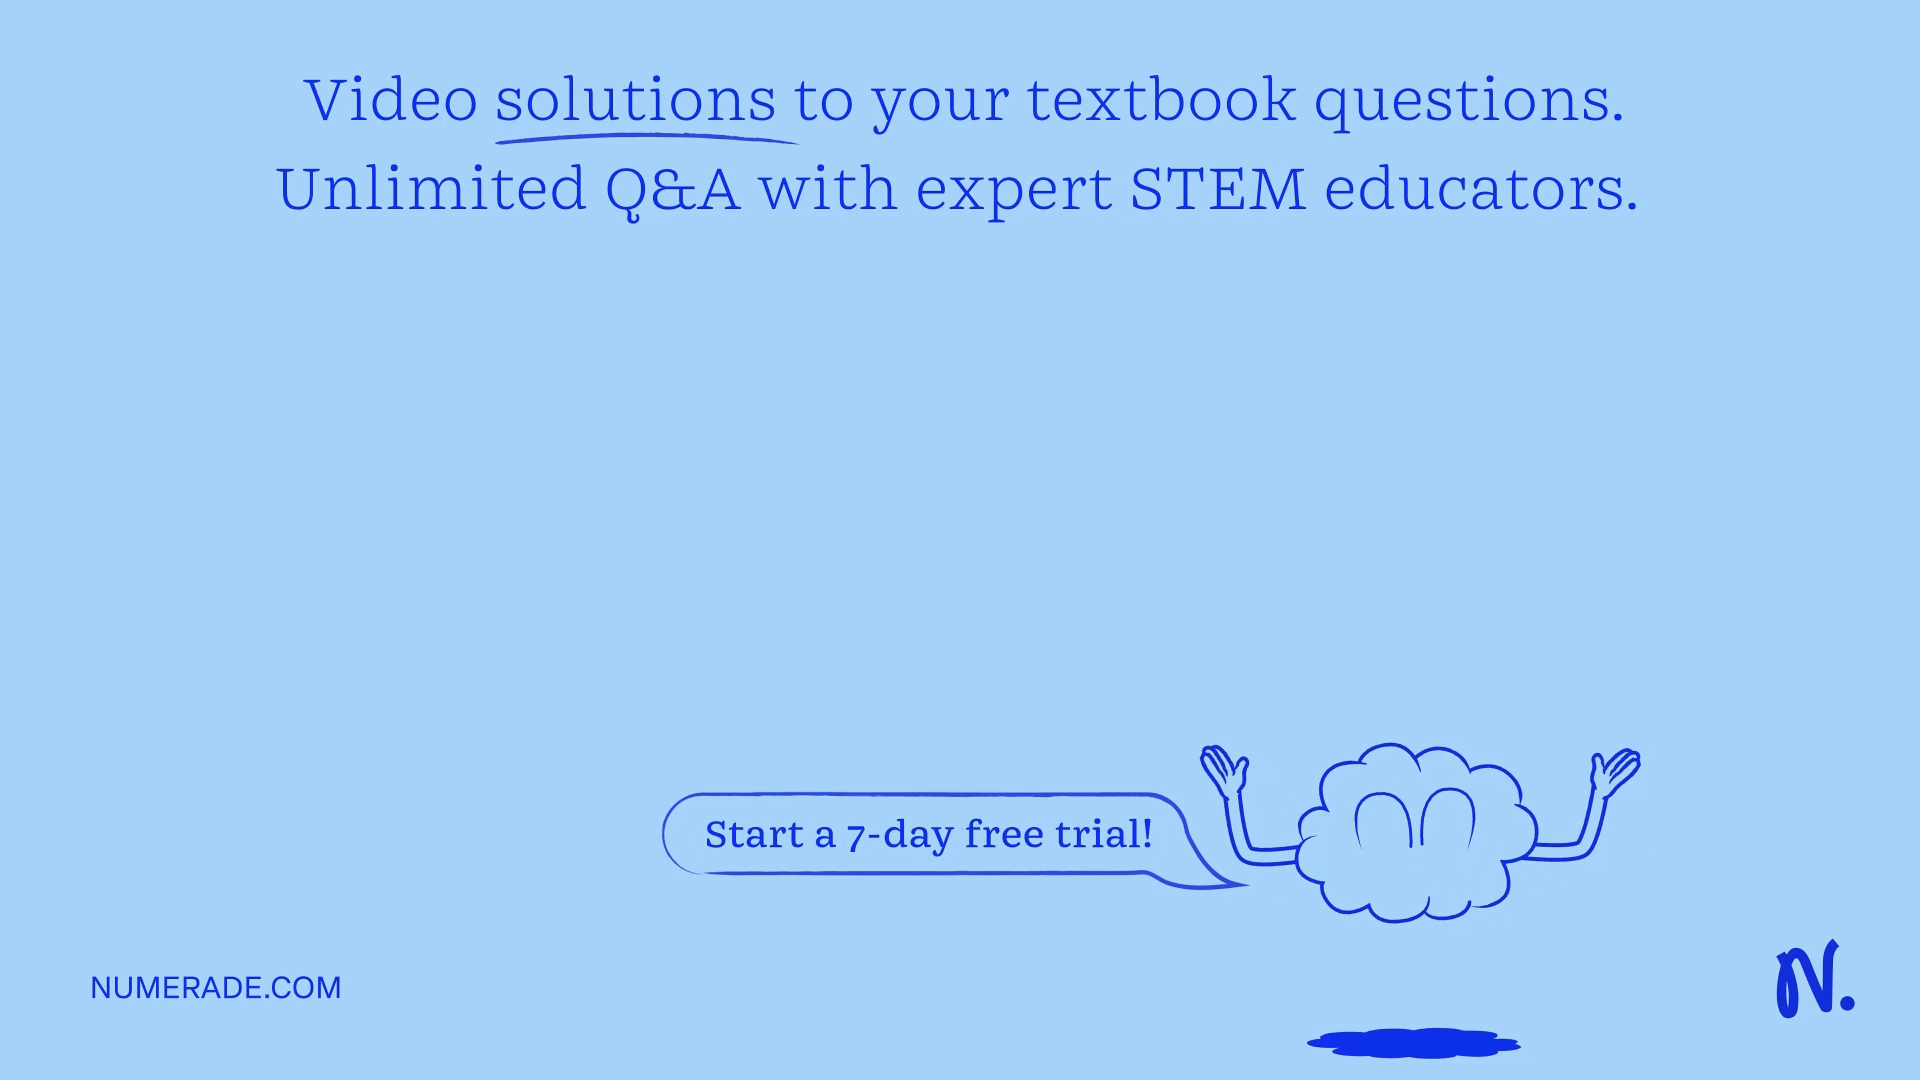 Video solutions to your textbook questions.
Unlimited Q&A with expert STEM educators.
Start a 7-day free trial!
NUMERADE.COM
N.